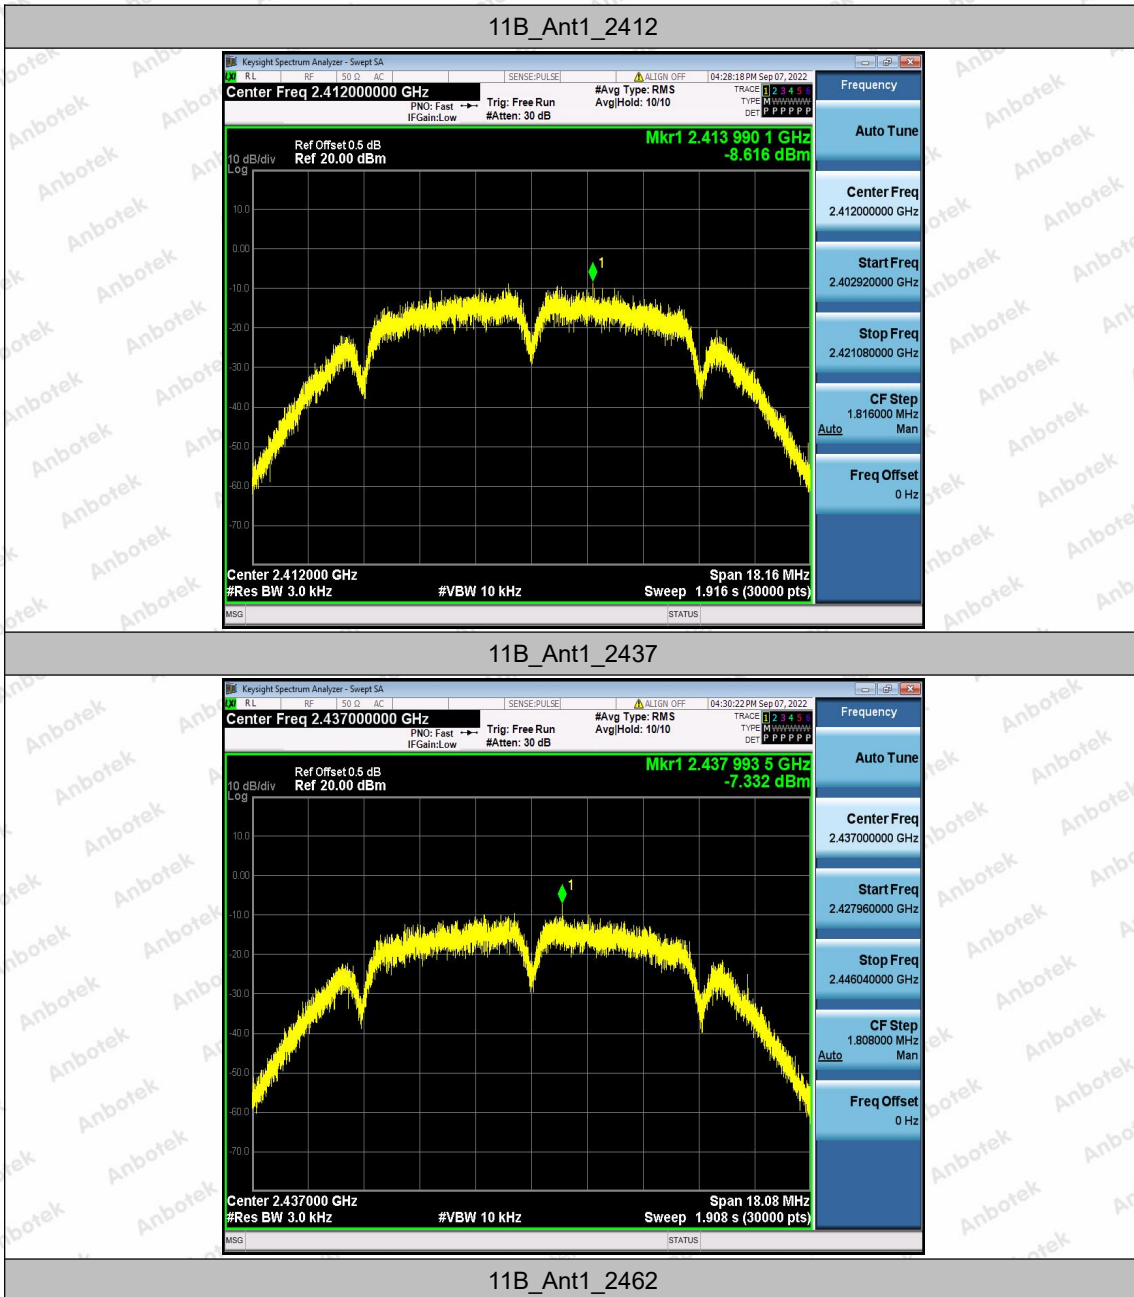 11B_Ant1_2412
Keysight Spectrum Analyzer - Swept SA
LXI RL RF 50 Ω AC SENSE:PULSE ALIGN OFF 04:28:18 PM Sep 07, 2022
Center Freq 2.412000000 GHz
PNO: Fast
IFGain:Low
Trig: Free Run
#Atten: 30 dB
#Avg Type: RMS
Avg|Hold: 10/10
TRACE 1 2 3 4 5 6
TYPE M WWWWW
DET P P P P P P
Mkr1 2.413 990 1 GHz
-8.616 dBm
Ref Offset 0.5 dB
10 dB/div Ref 20.00 dBm
Log
10.0
0.00
-10.0
-20.0
-30.0
-40.0
-50.0
-60.0
-70.0
1
Center 2.412000 GHz Span 18.16 MHz
#Res BW 3.0 kHz #VBW 10 kHz Sweep 1.916 s (30000 pts)
MSG STATUS
Frequency
Auto Tune
Center Freq
2.412000000 GHz
Start Freq
2.402920000 GHz
Stop Freq
2.421080000 GHz
CF Step
1.816000 MHz
Auto Man
Freq Offset
0 Hz
11B_Ant1_2437
Keysight Spectrum Analyzer - Swept SA
LXI RL RF 50 Ω AC SENSE:PULSE ALIGN OFF 04:30:22 PM Sep 07, 2022
Center Freq 2.437000000 GHz
PNO: Fast
IFGain:Low
Trig: Free Run
#Atten: 30 dB
#Avg Type: RMS
Avg|Hold: 10/10
TRACE 1 2 3 4 5 6
TYPE M WWWWW
DET P P P P P P
Mkr1 2.437 993 5 GHz
-7.332 dBm
Ref Offset 0.5 dB
10 dB/div Ref 20.00 dBm
Log
10.0
0.00
-10.0
-20.0
-30.0
-40.0
-50.0
-60.0
-70.0
1
Center 2.437000 GHz Span 18.08 MHz
#Res BW 3.0 kHz #VBW 10 kHz Sweep 1.908 s (30000 pts)
MSG STATUS
Frequency
Auto Tune
Center Freq
2.437000000 GHz
Start Freq
2.427960000 GHz
Stop Freq
2.446040000 GHz
CF Step
1.808000 MHz
Auto Man
Freq Offset
0 Hz
11B_Ant1_2462
Anbotek